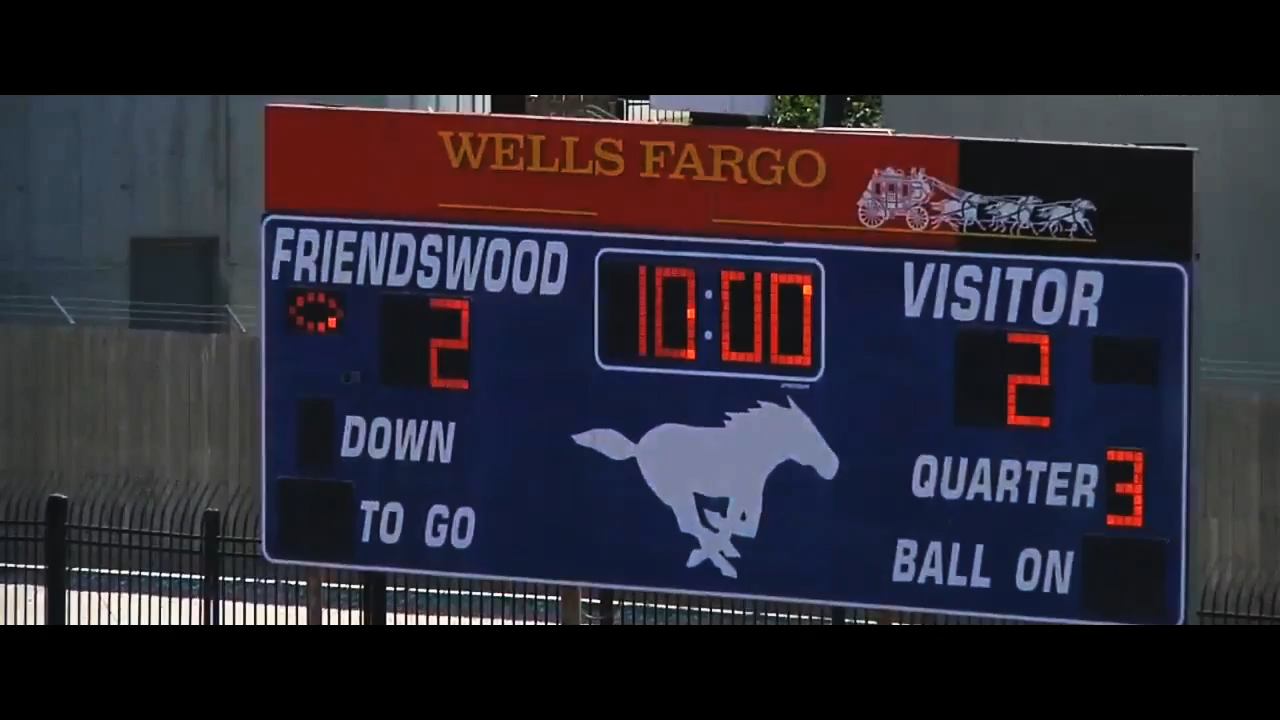 WELLS FARGO
FRIENDSWOOD
10:00
VISITOR
2
2
DOWN
QUARTER 3
TO GO
BALL ON